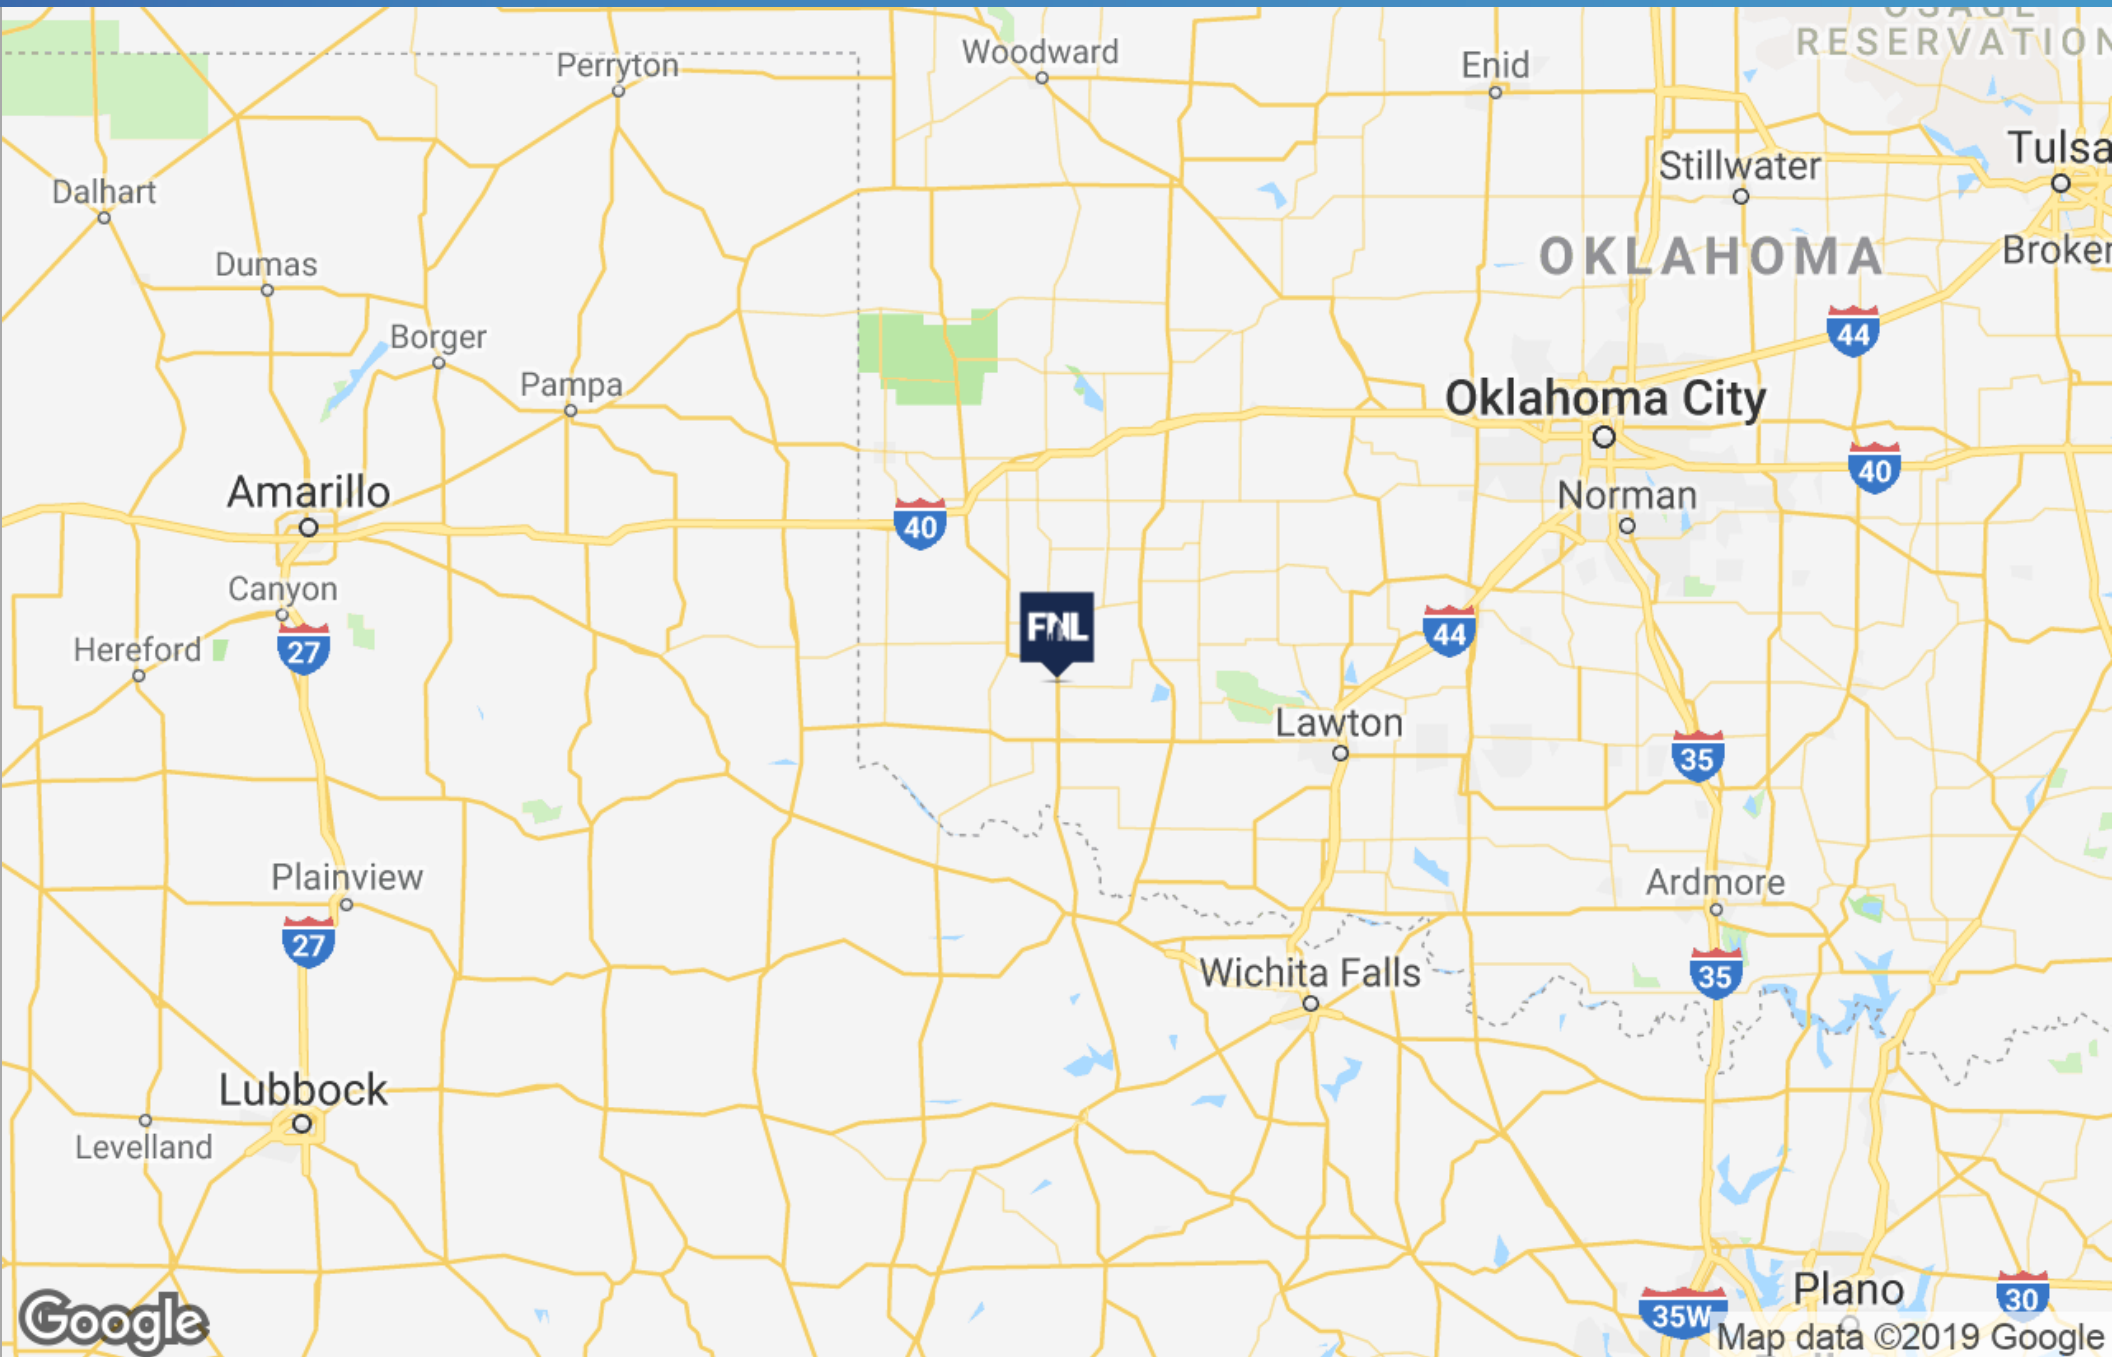 OSAGE
RESERVATION
Woodward
Perryton
Enid
Tulsa
Stillwater
Dalhart
Broker
OKLAHOMA
Dumas
44
Borger
Pampa
Oklahoma City
40
Amarillo
Norman
40
Canyon
FNL
44
Hereford
27
Lawton
35
Plainview
Ardmore
27
Wichita Falls
35
Lubbock
Levelland
Plano
30
35W
Google
Map data ©2019 Google